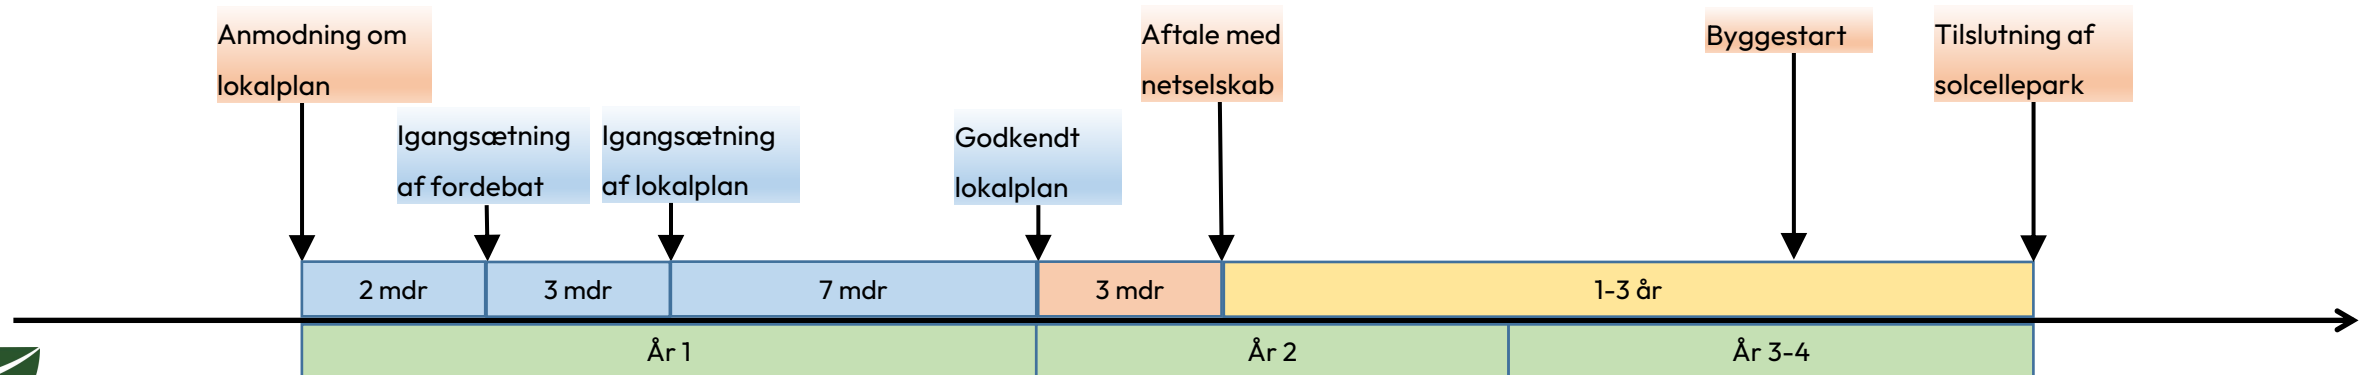 Anmodning om
lokalplan
Igangsætning
af fordebat
Igangsætning
af lokalplan
Godkendt
lokalplan
Aftale med
netselskab
Byggestart
Tilslutning af
solcellepark
2 mdr
3 mdr
7 mdr
3 mdr
1-3 år
År 1
År 2
År 3-4